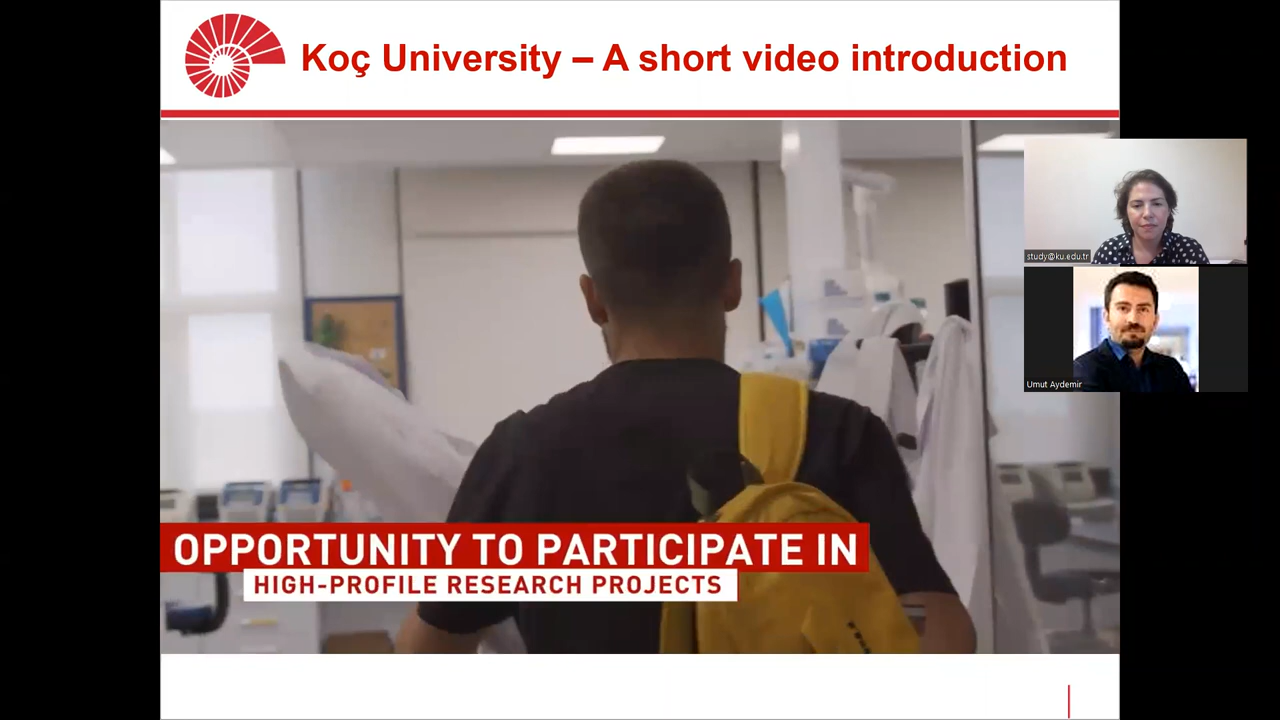 Koç University – A short video introduction
study@ku.edu.tr
Umut Aydemir
OPPORTUNITY TO PARTICIPATE IN
HIGH-PROFILE RESEARCH PROJECTS